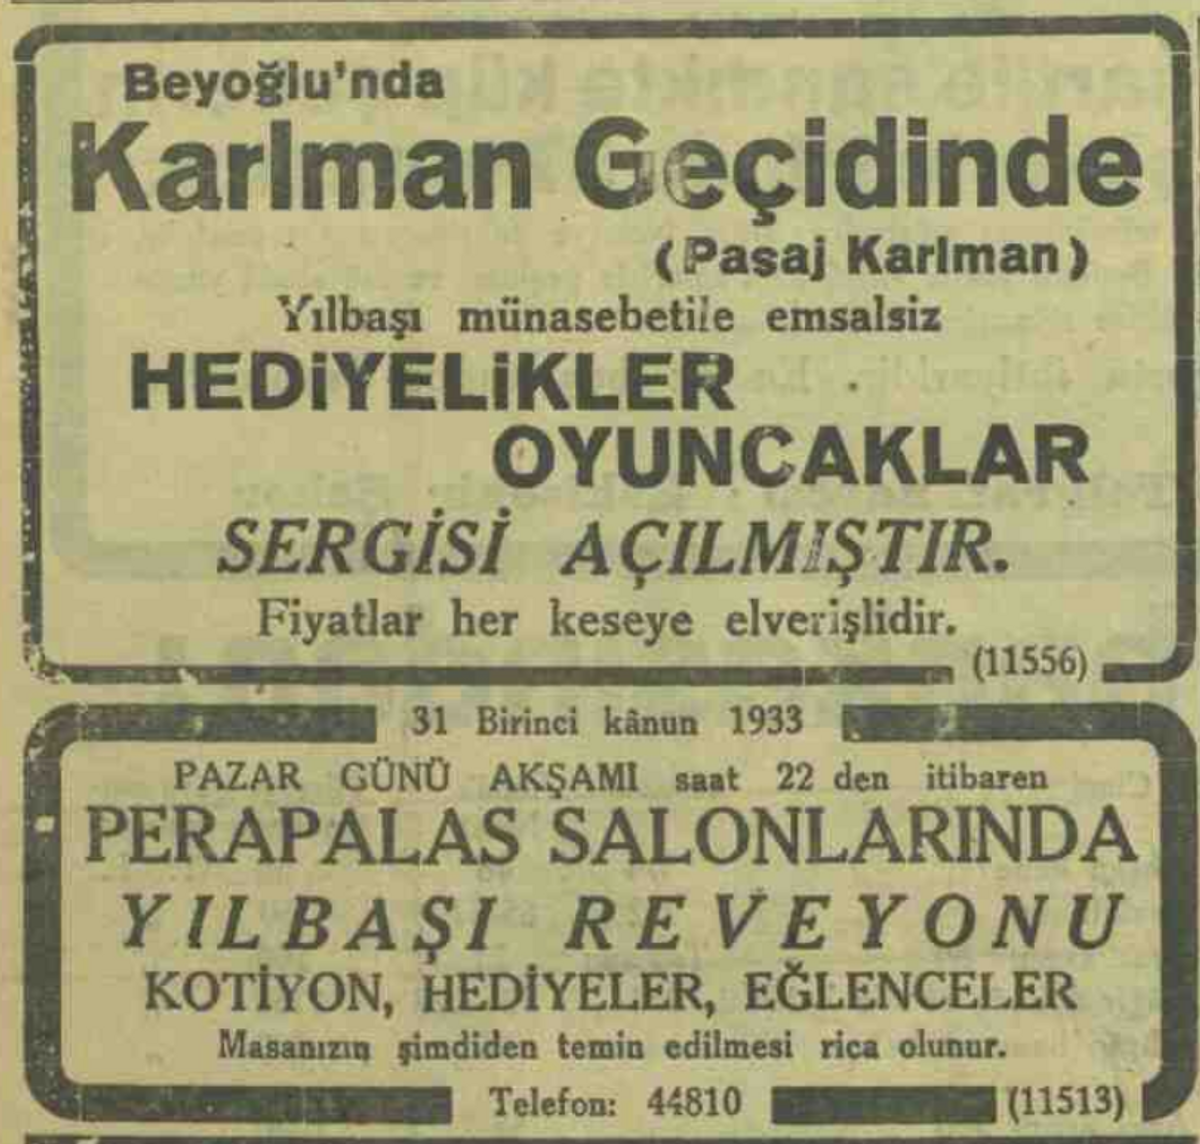 Beyoğlu'nda
Karlman Geçidinde
(Pasaj Karlman)
Yılbaşı münasebetile emsalsiz
HEDİYELİKLER
OYUNCAKLAR
SERGİSİ AÇILMIŞTIR.
Fiyatlar her keseye elverişlidir.
(11556)
31 Birinci kânun 1933
PAZAR GÜNÜ AKŞAMI saat 22 den itibaren
PERAPALAS SALONLARINDA
YILBAŞI REVEYONU
KOTİYON, HEDİYELER, EĞLENCELER
Masanızın şimdiden temin edilmesi rica olunur.
Telefon: 44810
(11513)